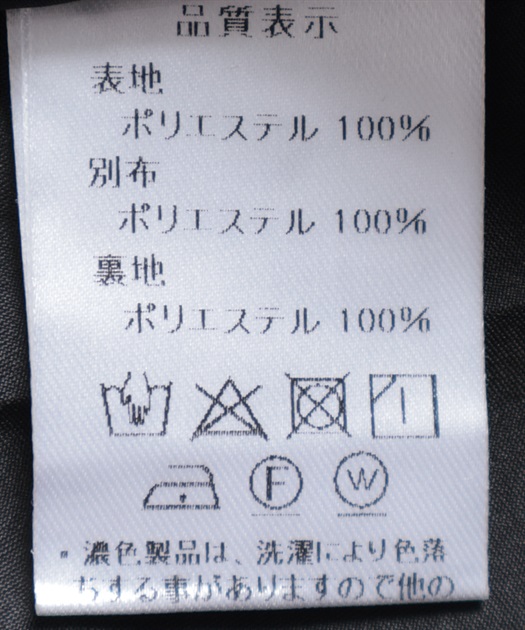 品質表示
表地
ポリエステル 100%
別布
ポリエステル 100%
裏地
ポリエステル 100%
F W
・濃色製品は、洗濯により色落
ちする事がありますので他の